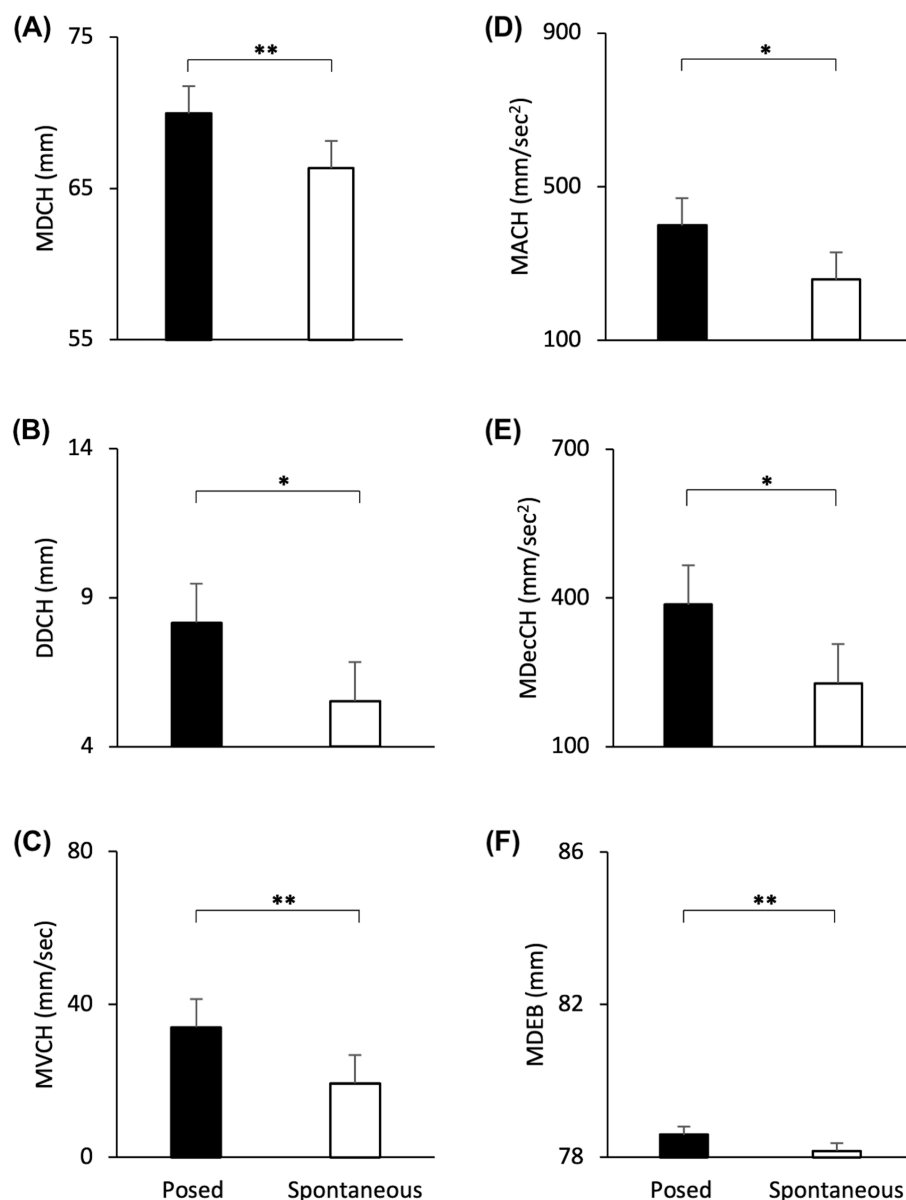 (A)
75
**
MDCH (mm)
65
55
(D)
900
*
MACH (mm/sec²)
500
100
(B)
14
*
DDCH (mm)
9
4
(E)
700
*
MDecCH (mm/sec²)
400
100
(C)
80
**
MVCH (mm/sec)
40
0
Posed Spontaneous
(F)
86
**
MDEB (mm)
82
78
Posed Spontaneous